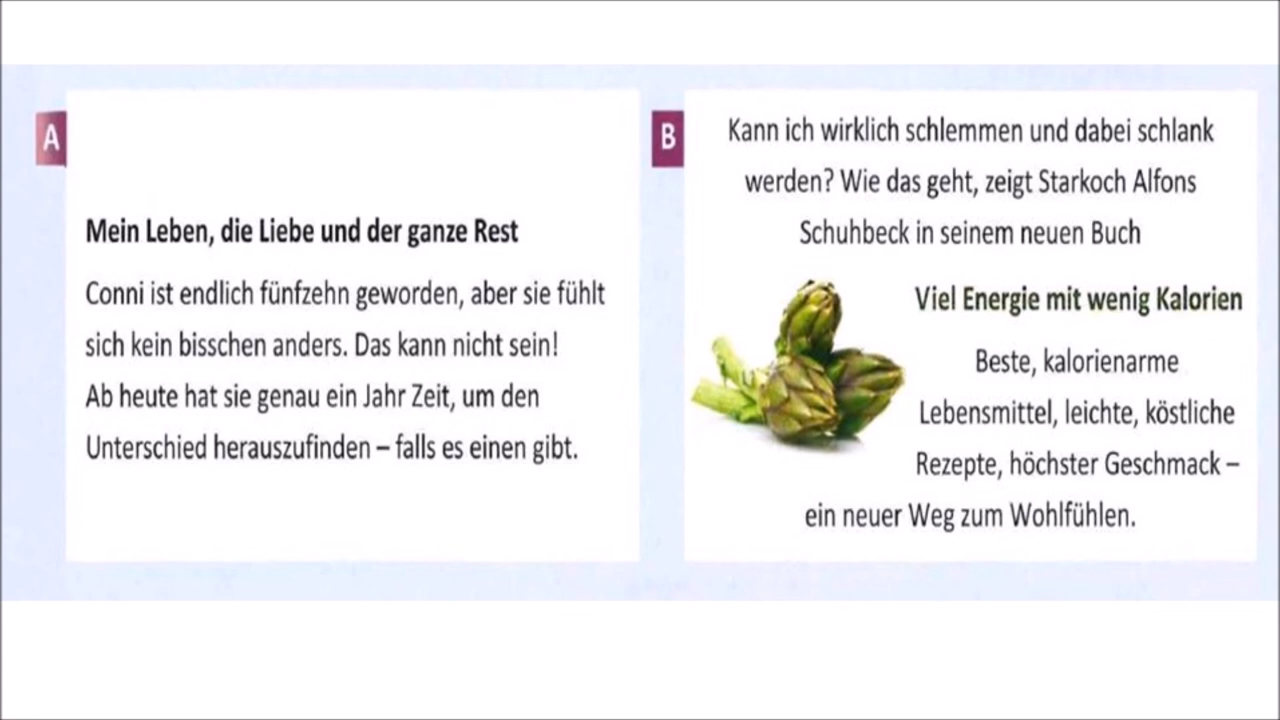 A
Mein Leben, die Liebe und der ganze Rest
Conni ist endlich fünfzehn geworden, aber sie fühlt
sich kein bisschen anders. Das kann nicht sein!
Ab heute hat sie genau ein Jahr Zeit, um den
Unterschied herauszufinden – falls es einen gibt.
B
Kann ich wirklich schlemmen und dabei schlank
werden? Wie das geht, zeigt Starkoch Alfons
Schuhbeck in seinem neuen Buch
Viel Energie mit wenig Kalorien
Beste, kalorienarme
Lebensmittel, leichte, köstliche
Rezepte, höchster Geschmack –
ein neuer Weg zum Wohlfühlen.